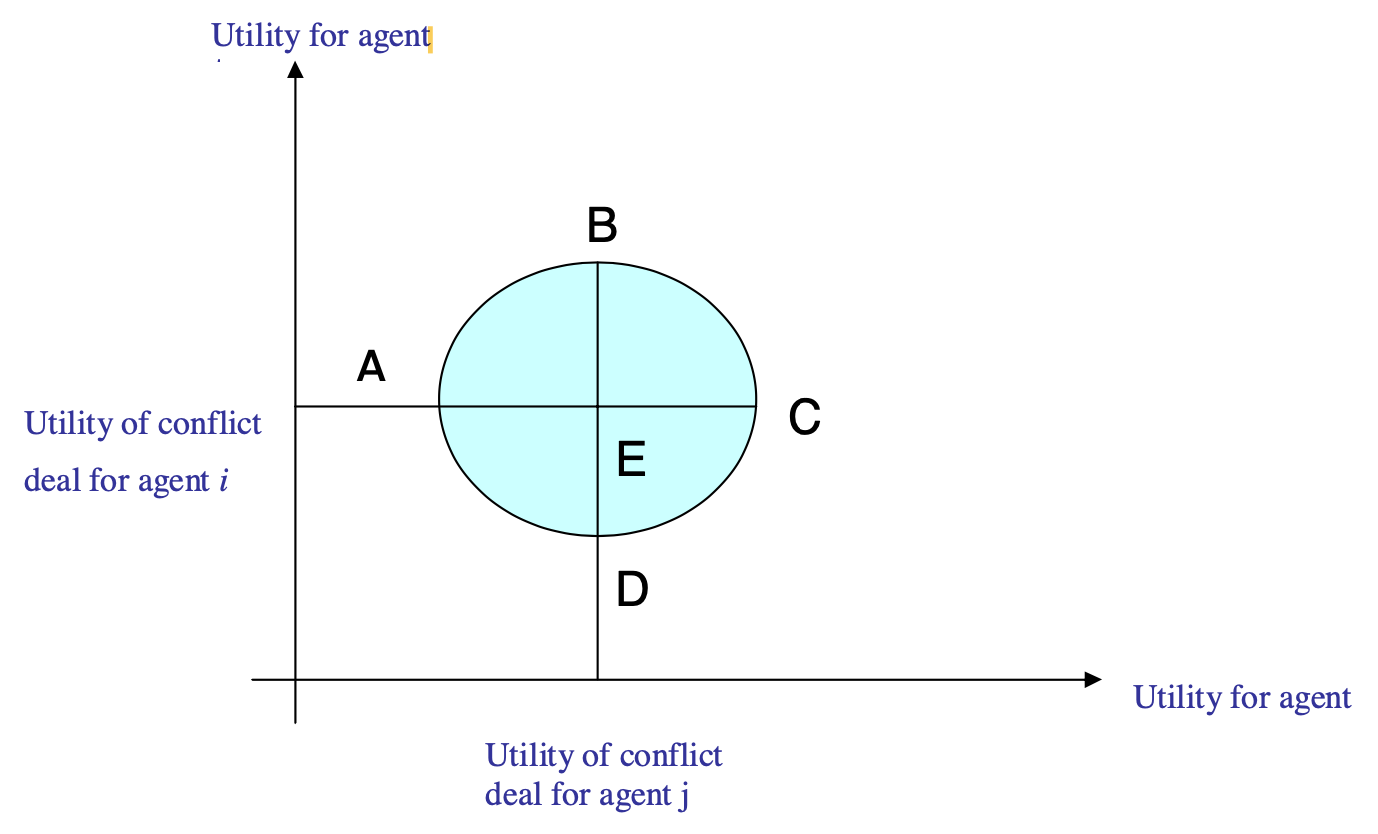 Utility for agent
B
A
Utility of conflict
deal for agent i
C
E
D
Utility for agent
Utility of conflict
deal for agent j